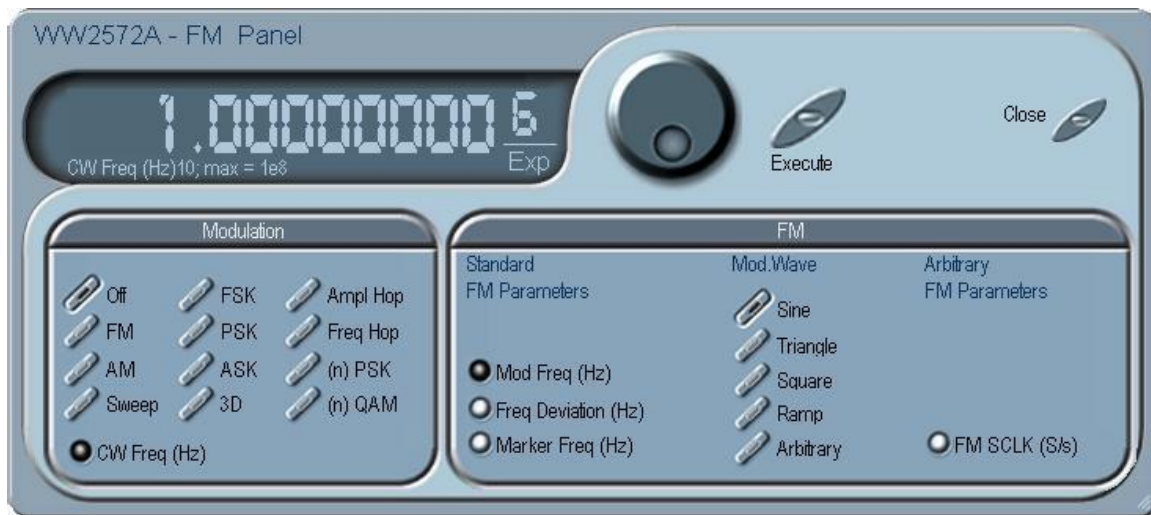 WW2572A - FM Panel
1.00000000 6
CW Freq (Hz)10; max = 1e8
Exp
Execute
Close
Modulation
Off
FM
AM
Sweep
FSK
PSK
ASK
3D
Ampl Hop
Freq Hop
(n) PSK
(n) QAM
CW Freq (Hz)
FM
Standard
FM Parameters
Mod Freq (Hz)
Freq Deviation (Hz)
Marker Freq (Hz)
Mod.Wave
Sine
Triangle
Square
Ramp
Arbitrary
Arbitrary
FM Parameters
FM SCLK (S/s)